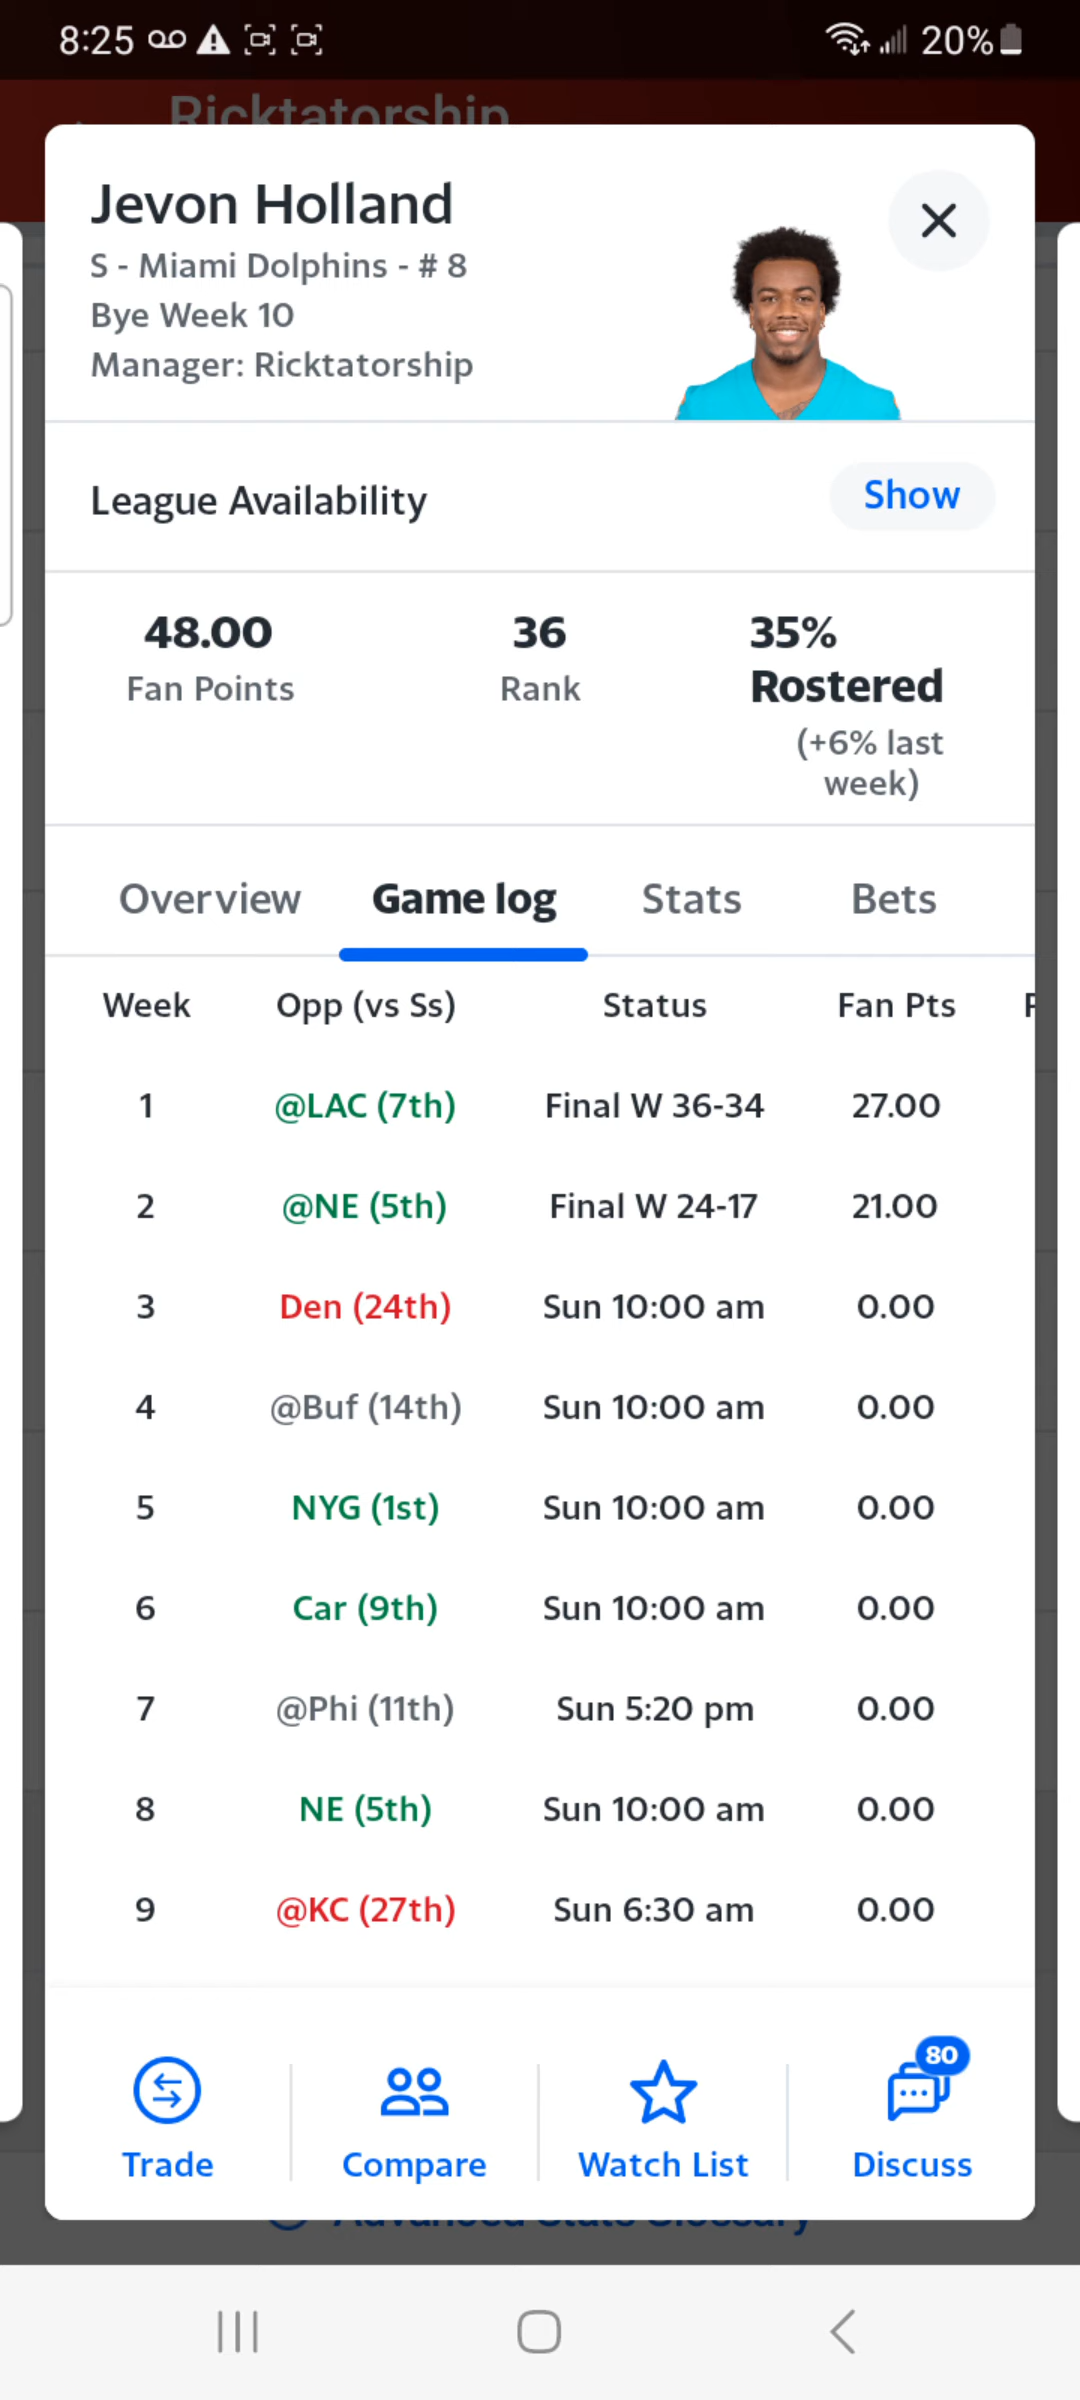 8:25
20%
Ricktatorship
Jevon Holland
S - Miami Dolphins - # 8
Bye Week 10
Manager: Ricktatorship
League Availability
Show
48.00
Fan Points
36
Rank
35%
Rostered
(+6% last
week)
Overview
Game log
Stats
Bets
Week Opp (vs Ss) Status Fan Pts
1 @LAC (7th) Final W 36-34 27.00
2 @NE (5th) Final W 24-17 21.00
3 Den (24th) Sun 10:00 am 0.00
4 @Buf (14th) Sun 10:00 am 0.00
5 NYG (1st) Sun 10:00 am 0.00
6 Car (9th) Sun 10:00 am 0.00
7 @Phi (11th) Sun 5:20 pm 0.00
8 NE (5th) Sun 10:00 am 0.00
9 @KC (27th) Sun 6:30 am 0.00
80
Trade
Compare
Watch List
Discuss
Advanced Stats Glossary